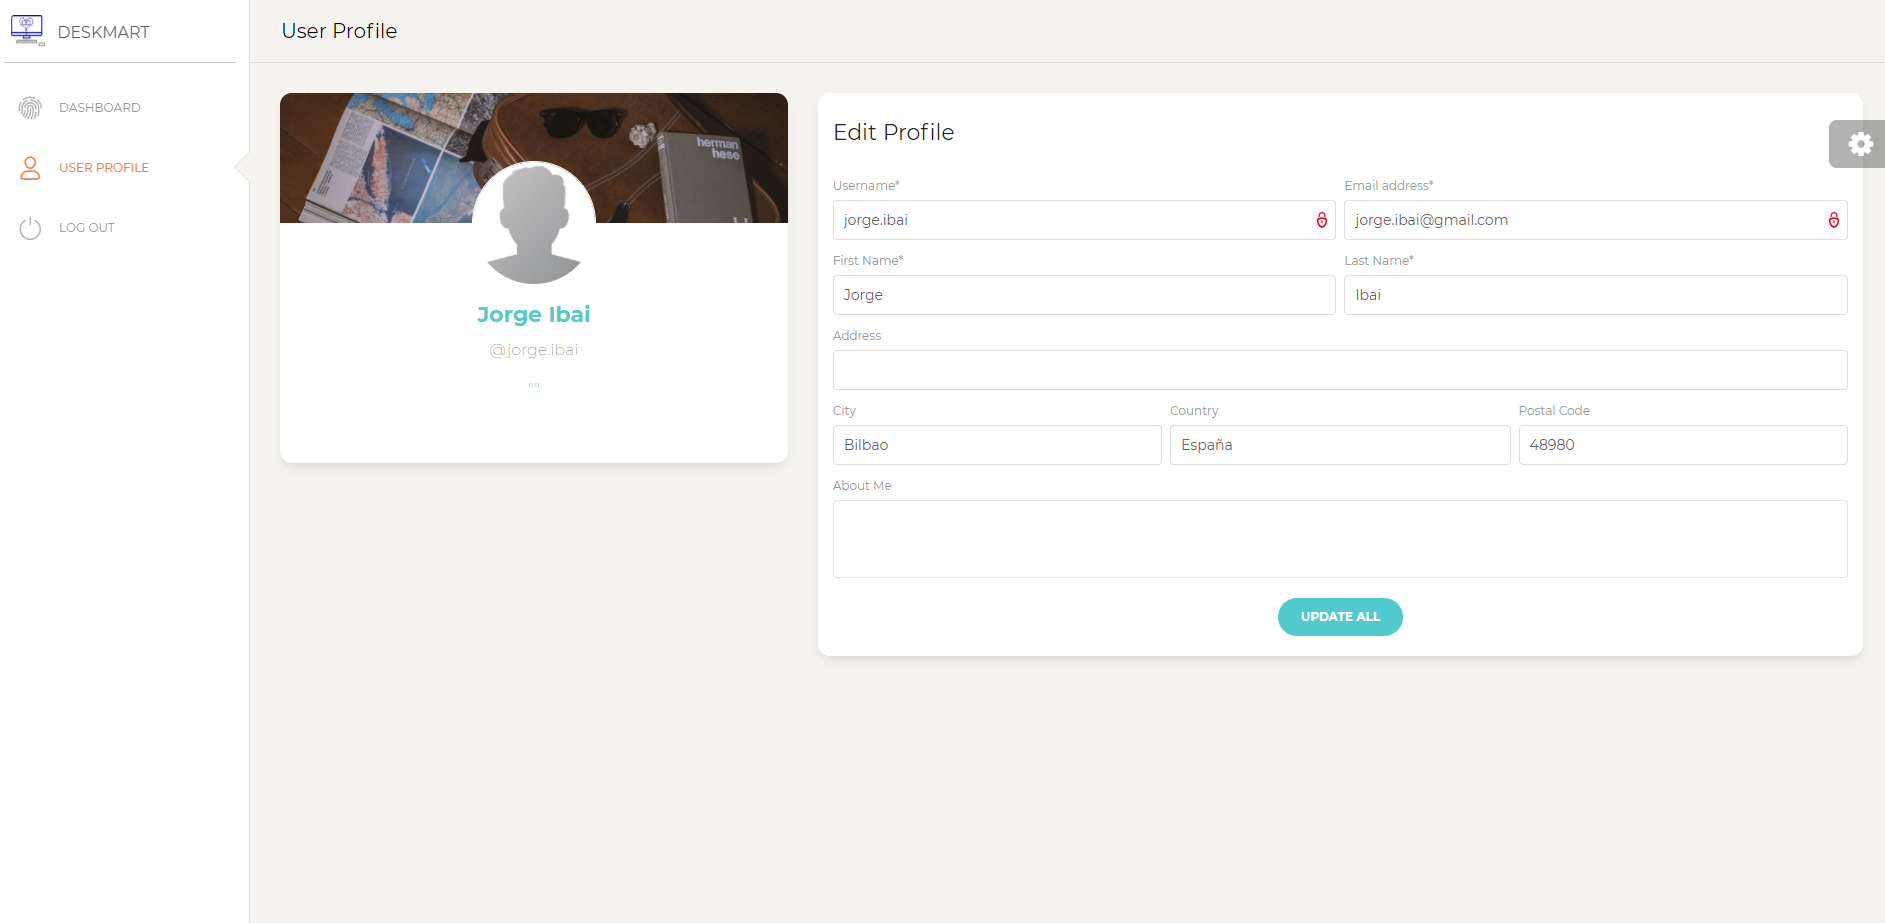 DESKMART
User Profile
DASHBOARD
USER PROFILE
LOG OUT
herman
hese
Jorge Ibai
@jorge.ibai
""
Edit Profile
Username*
Email address*
jorge.ibai
jorge.ibai@gmail.com
First Name*
Last Name*
Jorge
Ibai
Address
City
Country
Postal Code
Bilbao
España
48980
About Me
UPDATE ALL